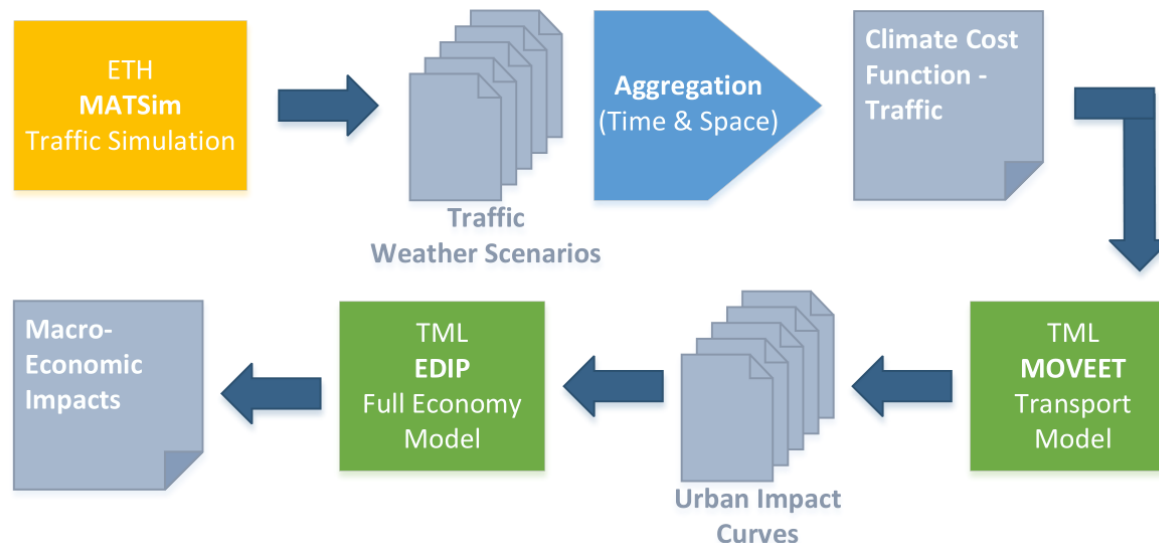 ETH
MATSim
Traffic Simulation
Traffic
Weather Scenarios
Aggregation
(Time & Space)
Climate Cost
Function -
Traffic
TML
MOVEET
Transport
Model
Urban Impact
Curves
TML
EDIP
Full Economy
Model
Macro-
Economic
Impacts